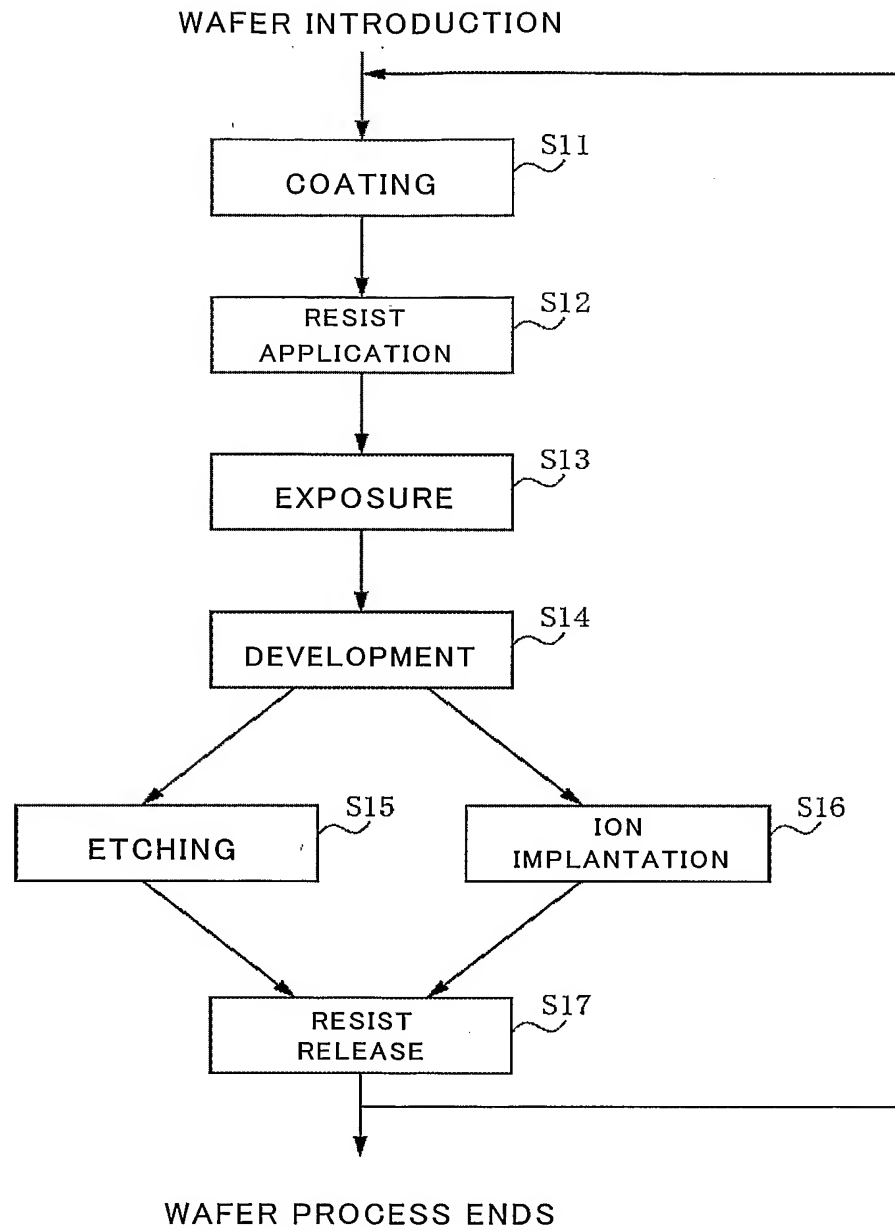 WAFER INTRODUCTION
S11
COATING
S12
RESIST
APPLICATION
S13
EXPOSURE
S14
DEVELOPMENT
S15
ETCHING
S16
ION
IMPLANTATION
S17
RESIST
RELEASE
WAFER PROCESS ENDS